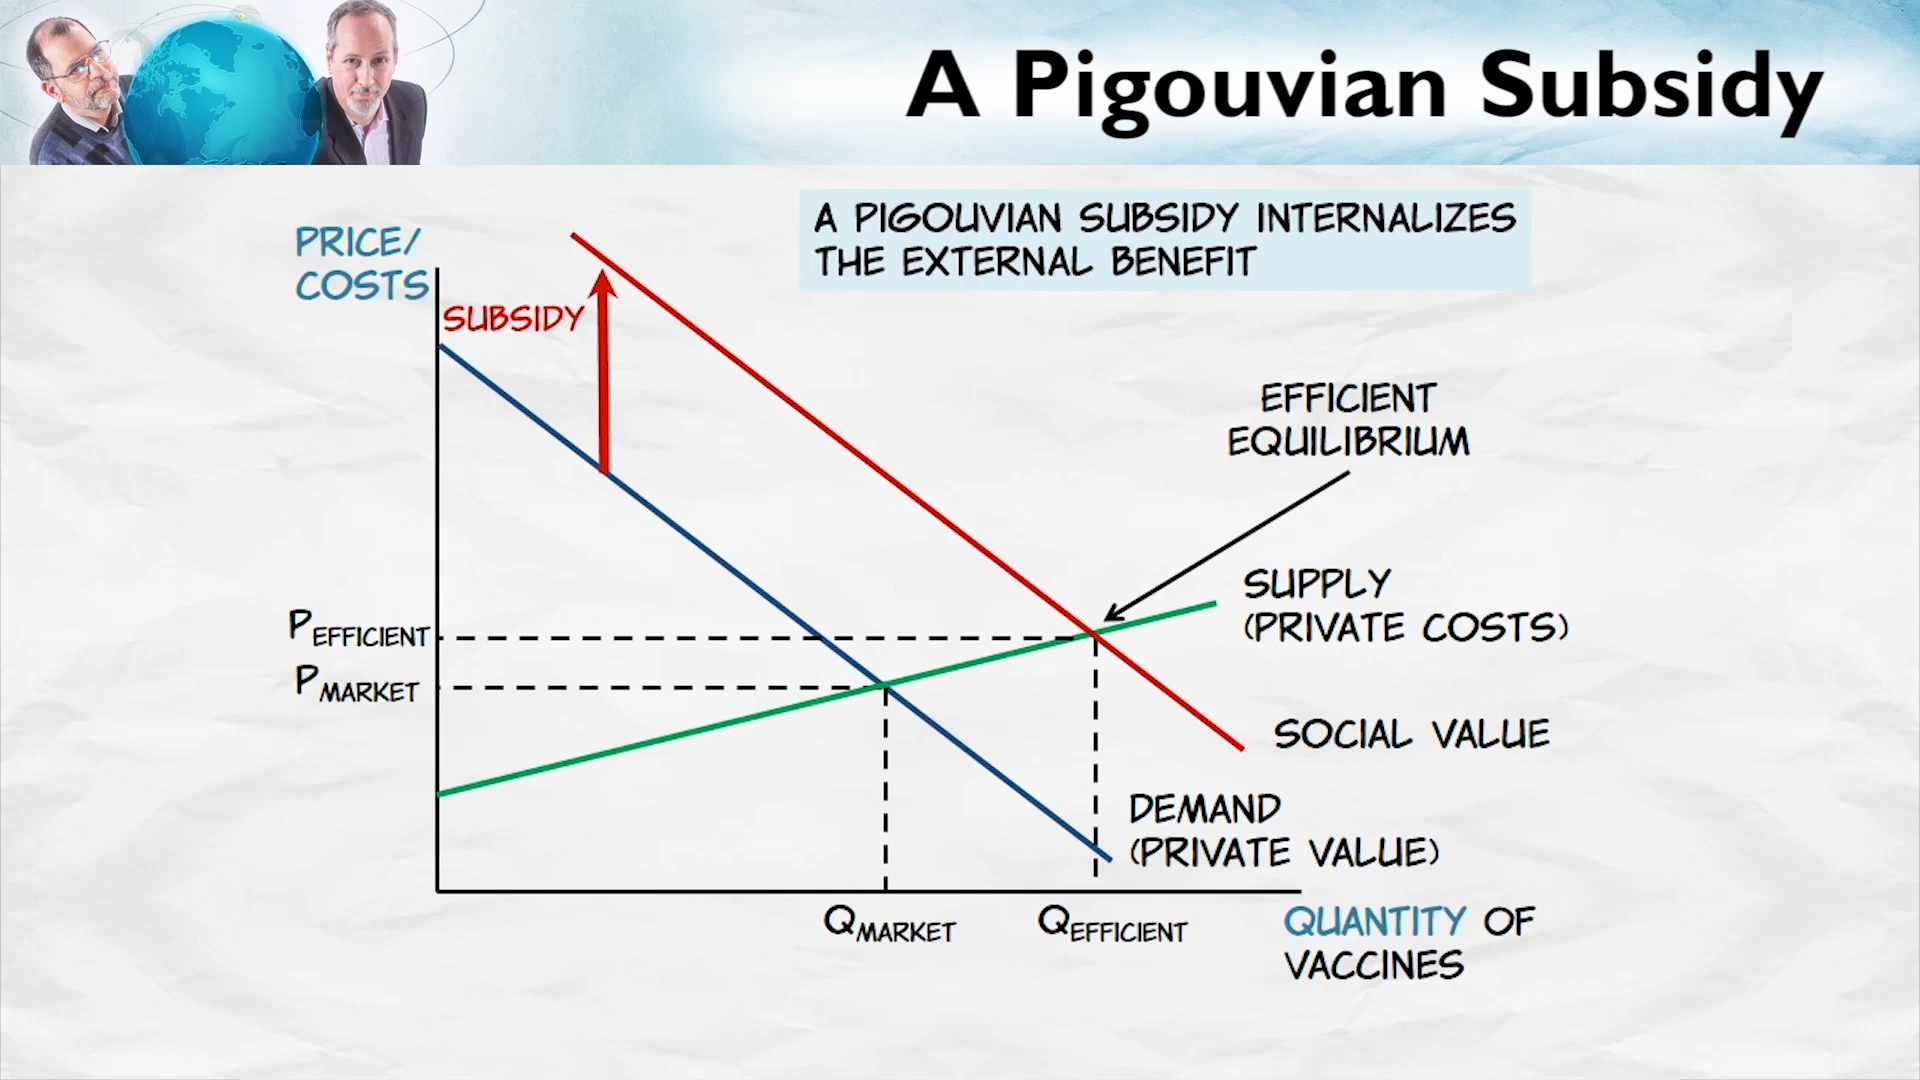 A Pigouvian Subsidy
A PIGOUVIAN SUBSIDY INTERNALIZES
THE EXTERNAL BENEFIT
PRICE/
COSTS
SUBSIDY
EFFICIENT
EQUILIBRIUM
SUPPLY
(PRIVATE COSTS)
PEFFICIENT
PMARKET
SOCIAL VALUE
DEMAND
(PRIVATE VALUE)
QMARKET
QEFFICIENT
QUANTITY OF
VACCINES